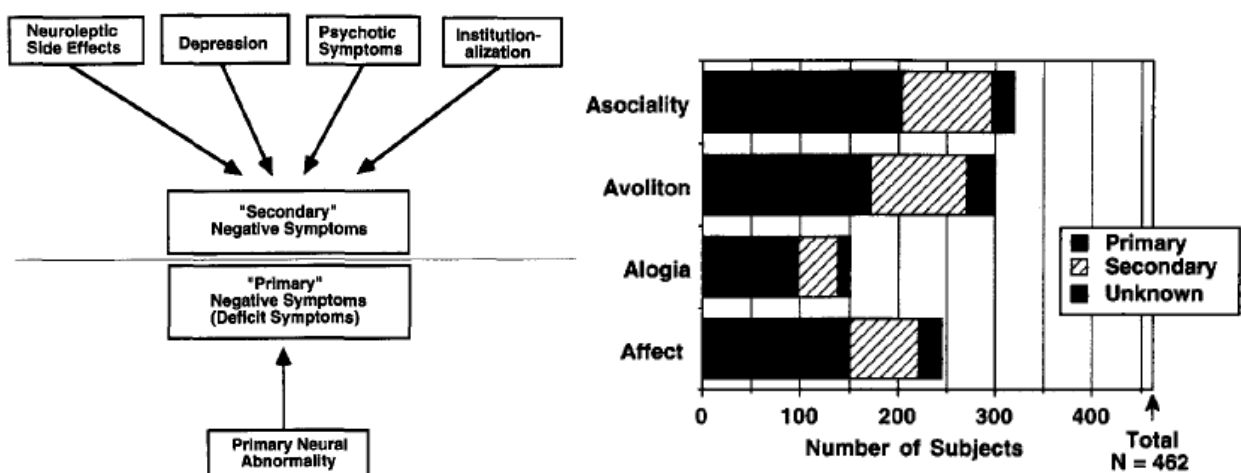 Neuroleptic
Side Effects
Depression
Psychotic
Symptoms
Institution-
alization
"Secondary"
Negative Symptoms
"Primary"
Negative Symptoms
(Deficit Symptoms)
Primary Neural
Abnormality
Asociality
Avoliton
Alogia
Affect
Primary
Secondary
Unknown
0 100 200 300 400
Number of Subjects
Total
N = 462